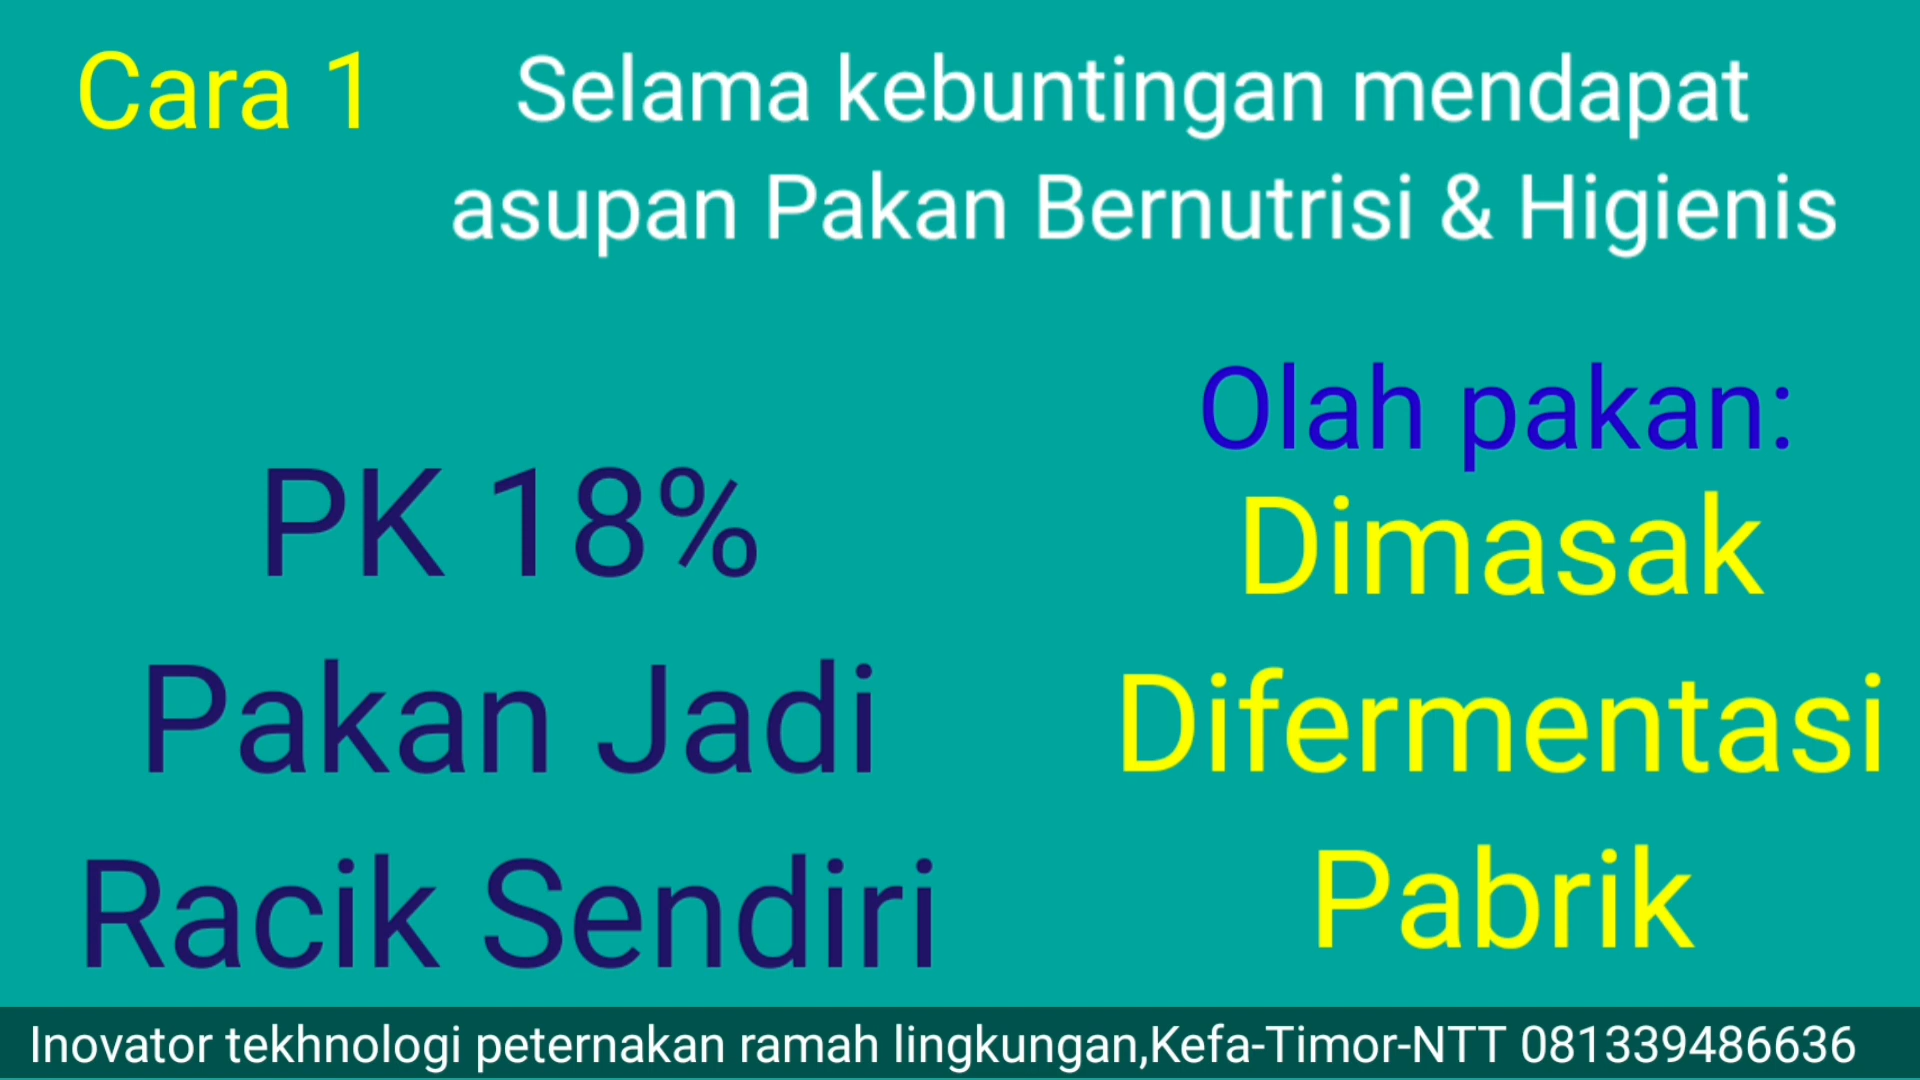 Cara 1
Selama kebuntingan mendapat
asupan Pakan Bernutrisi & Higienis
PK 18%
Pakan Jadi
Racik Sendiri
Olah pakan:
Dimasak
Difermentasi
Pabrik
Inovator tekhnologi peternakan ramah lingkungan,Kefa-Timor-NTT 081339486636